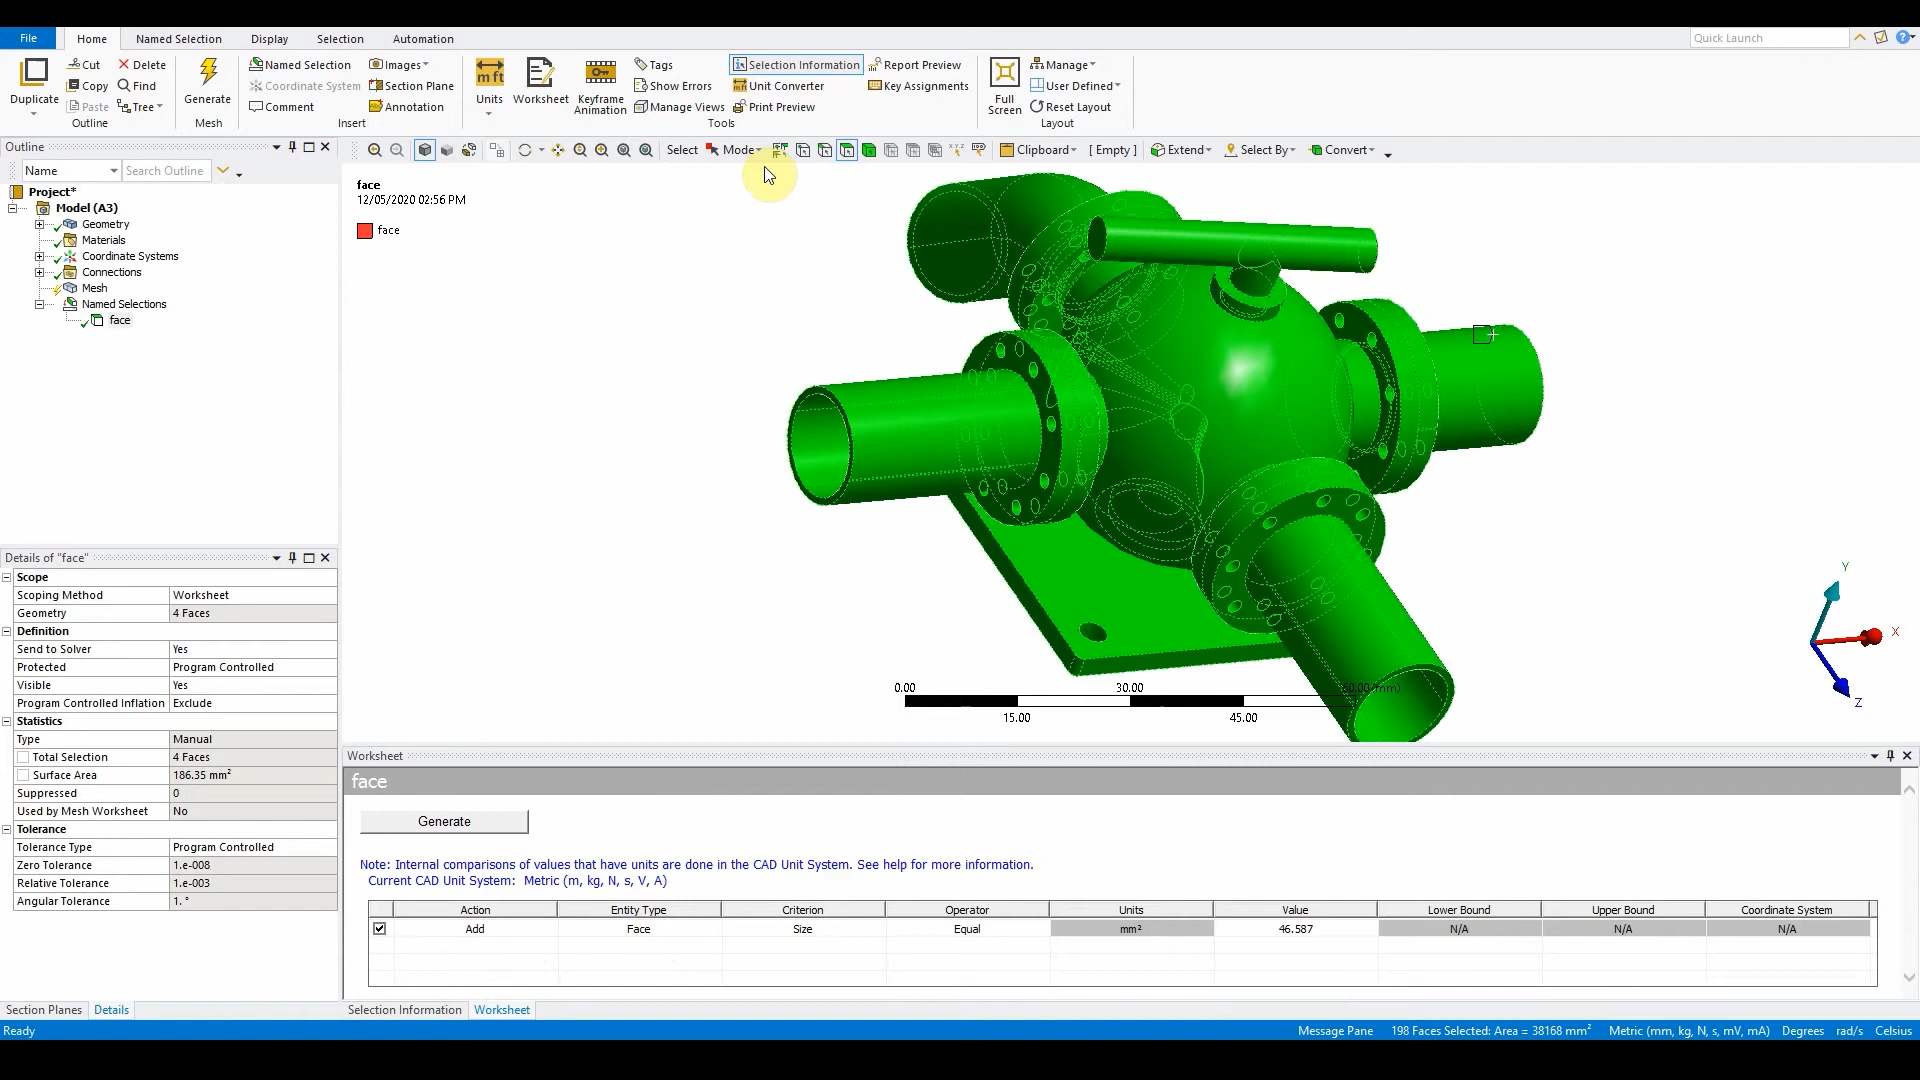 File Home Named Selection Display Selection Automation Quick Launch
Duplicate Cut Delete Copy Find Paste Tree Outline
Generate Mesh
Named Selection Images Coordinate System Section Plane Comment Annotation Insert
Units Worksheet Keyframe Animation Tags Show Errors Manage Views Selection Information Unit Converter Print Preview Report Preview Key Assignments Tools
Full Screen Manage User Defined Reset Layout Layout
Outline
Select Mode Clipboard [ Empty ] Extend Select By Convert
Name Search Outline
Project*
Model (A3)
Geometry
Materials
Coordinate Systems
Connections
Mesh
Named Selections
face
face
12/05/2020 02:56 PM
face
0.00 30.00 60.00 (mm)
15.00 45.00
Y
X
Z
Details of "face"
Scope
Scoping Method Worksheet
Geometry 4 Faces
Definition
Send to Solver Yes
Protected Program Controlled
Visible Yes
Program Controlled Inflation Exclude
Statistics
Type Manual
Total Selection 4 Faces
Surface Area 186.35 mm²
Suppressed 0
Used by Mesh Worksheet No
Tolerance
Tolerance Type Program Controlled
Zero Tolerance 1.e-008
Relative Tolerance 1.e-003
Angular Tolerance 1. °
Worksheet
face
Generate
Note: Internal comparisons of values that have units are done in the CAD Unit System. See help for more information.
Current CAD Unit System: Metric (m, kg, N, s, V, A)
Action Entity Type Criterion Operator Units Value Lower Bound Upper Bound Coordinate System
Add Face Size Equal mm² 46.587 N/A N/A N/A
Section Planes Details Selection Information Worksheet
Ready Message Pane 198 Faces Selected: Area = 38168 mm² Metric (mm, kg, N, s, mV, mA) Degrees rad/s Celsius